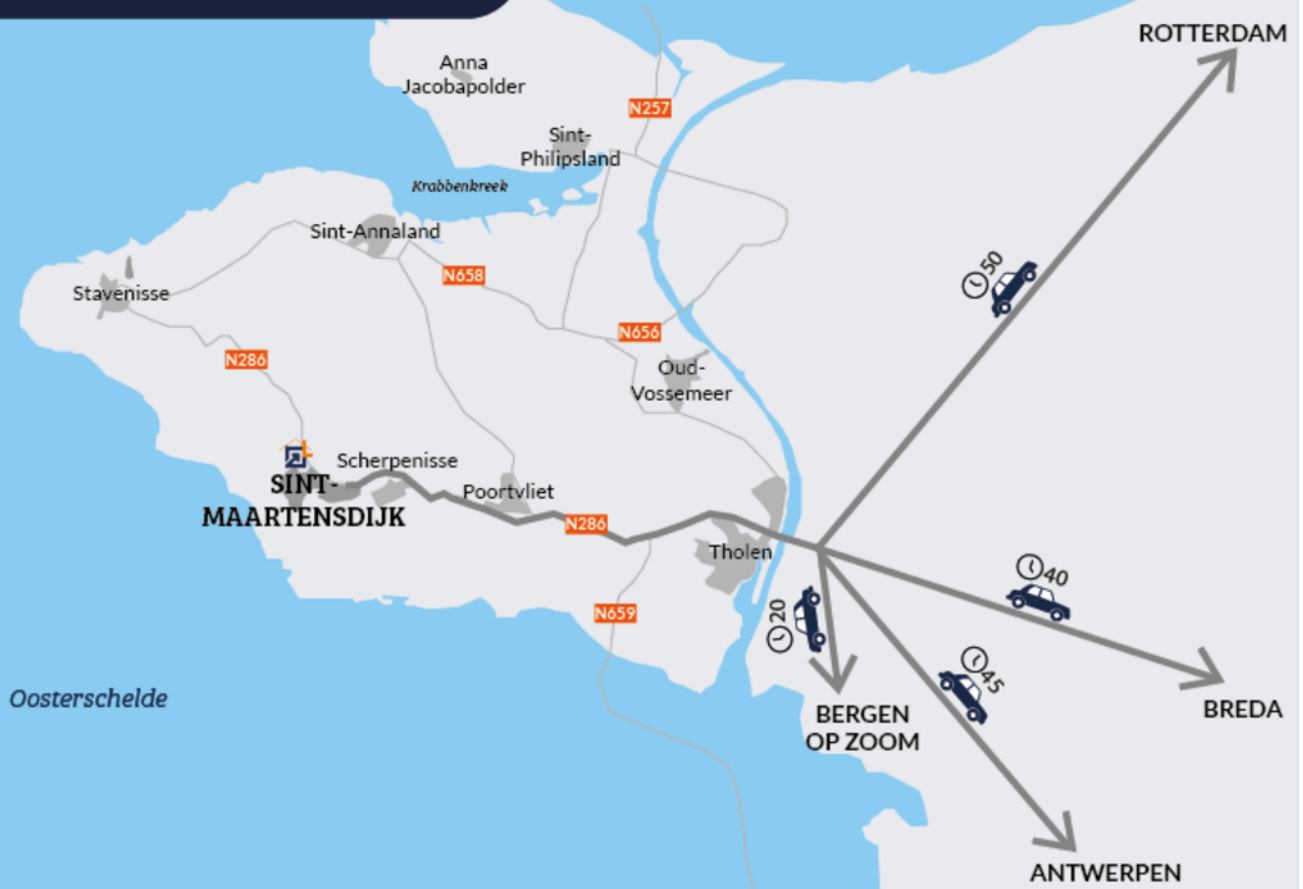 ROTTERDAM
Anna
Jacobapolder
N257
Sint-
Philipsland
Krabbenkreek
Sint-Annaland
N658
50
Stavenisse
N656
N286
Oud-
Vossemeer
Scherpenisse
SINT-
MAARTENSDIJK
Poortvliet
N286
Tholen
40
20
N659
45
Oosterschelde
BREDA
BERGEN
OP ZOOM
ANTWERPEN